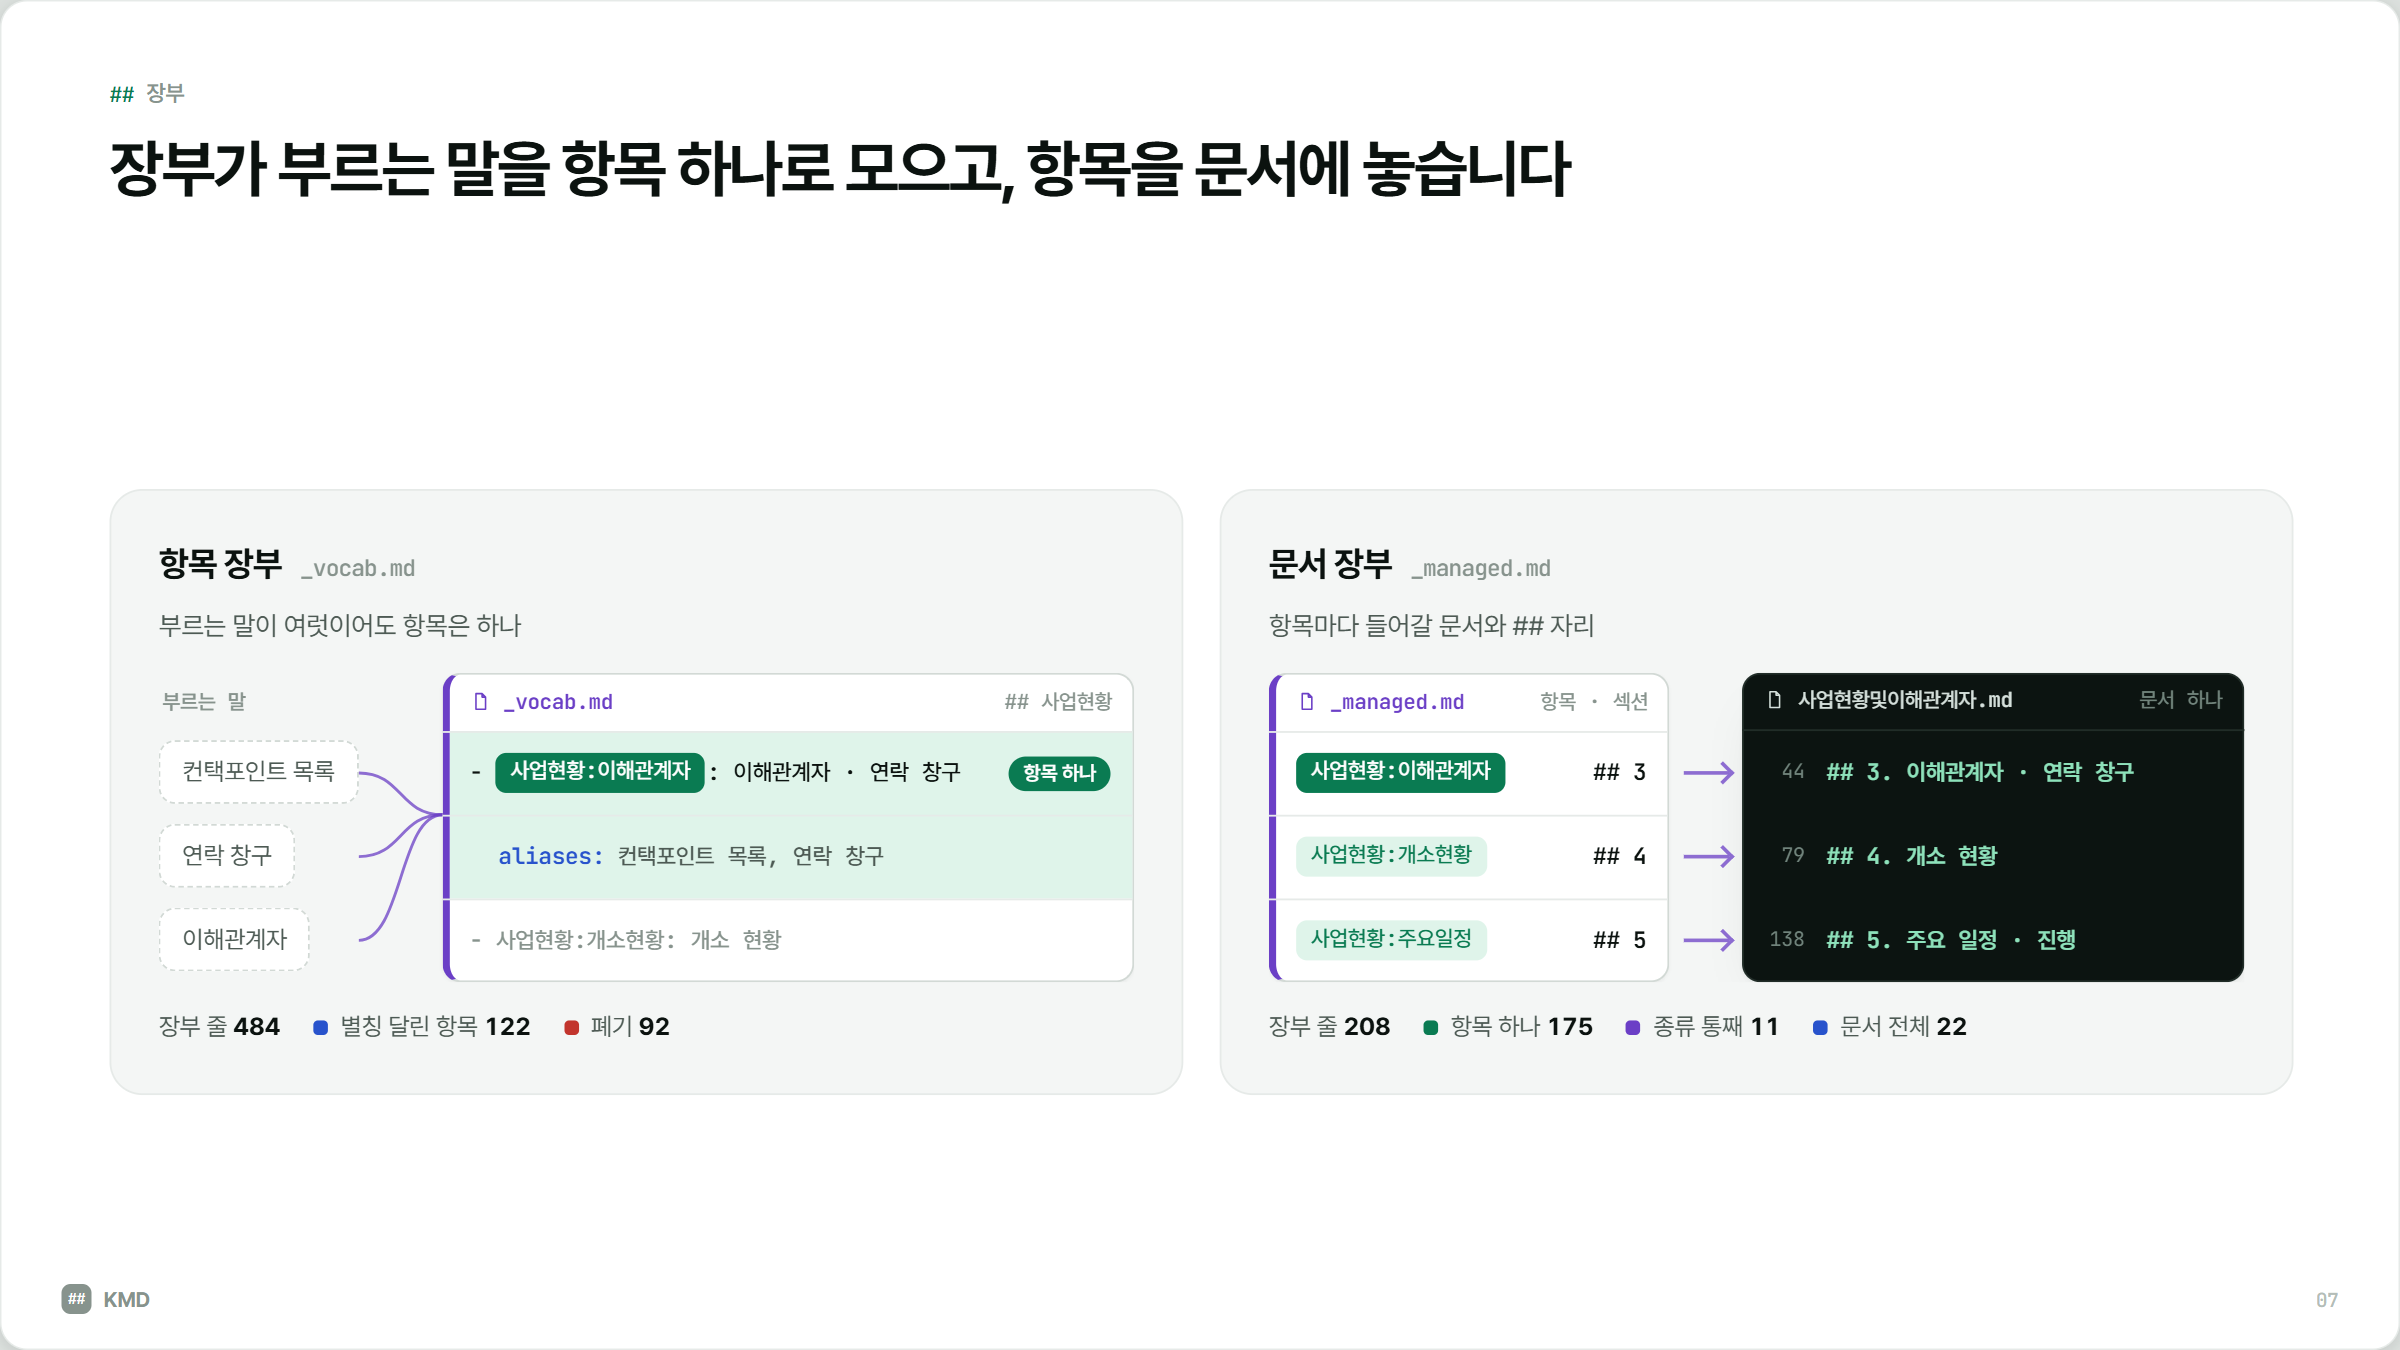 ## 장부
장부가 부르는 말을 항목 하나로 모으고, 항목을 문서에 놓습니다
항목 장부 _vocab.md
부르는 말이 여럿이어도 항목은 하나
부르는 말
컨택포인트 목록
연락 창구
이해관계자
_vocab.md ## 사업현황
- 사업현황:이해관계자 : 이해관계자 · 연락 창구 항목 하나
aliases: 컨택포인트 목록, 연락 창구
- 사업현황:개소현황: 개소 현황
장부 줄 484 별칭 달린 항목 122 폐기 92
문서 장부 _managed.md
항목마다 들어갈 문서와 ## 자리
_managed.md 항목 · 섹션
사업현황:이해관계자 ## 3
사업현황:개소현황 ## 4
사업현황:주요일정 ## 5
사업현황및이해관계자.md 문서 하나
44 ## 3. 이해관계자 · 연락 창구
79 ## 4. 개소 현황
138 ## 5. 주요 일정 · 진행
장부 줄 208 항목 하나 175 종류 통째 11 문서 전체 22
## KMD
07